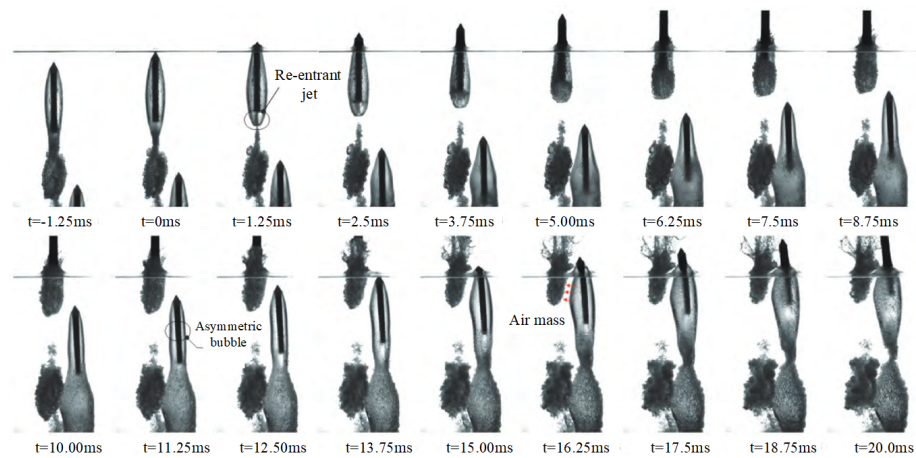 Re-entrant
jet
t=-1.25ms
t=0ms
t=1.25ms
t=2.5ms
t=3.75ms
t=5.00ms
t=6.25ms
t=7.5ms
t=8.75ms
Asymmetric
bubble
Air mass
t=10.00ms
t=11.25ms
t=12.50ms
t=13.75ms
t=15.00ms
t=16.25ms
t=17.5ms
t=18.75ms
t=20.0ms